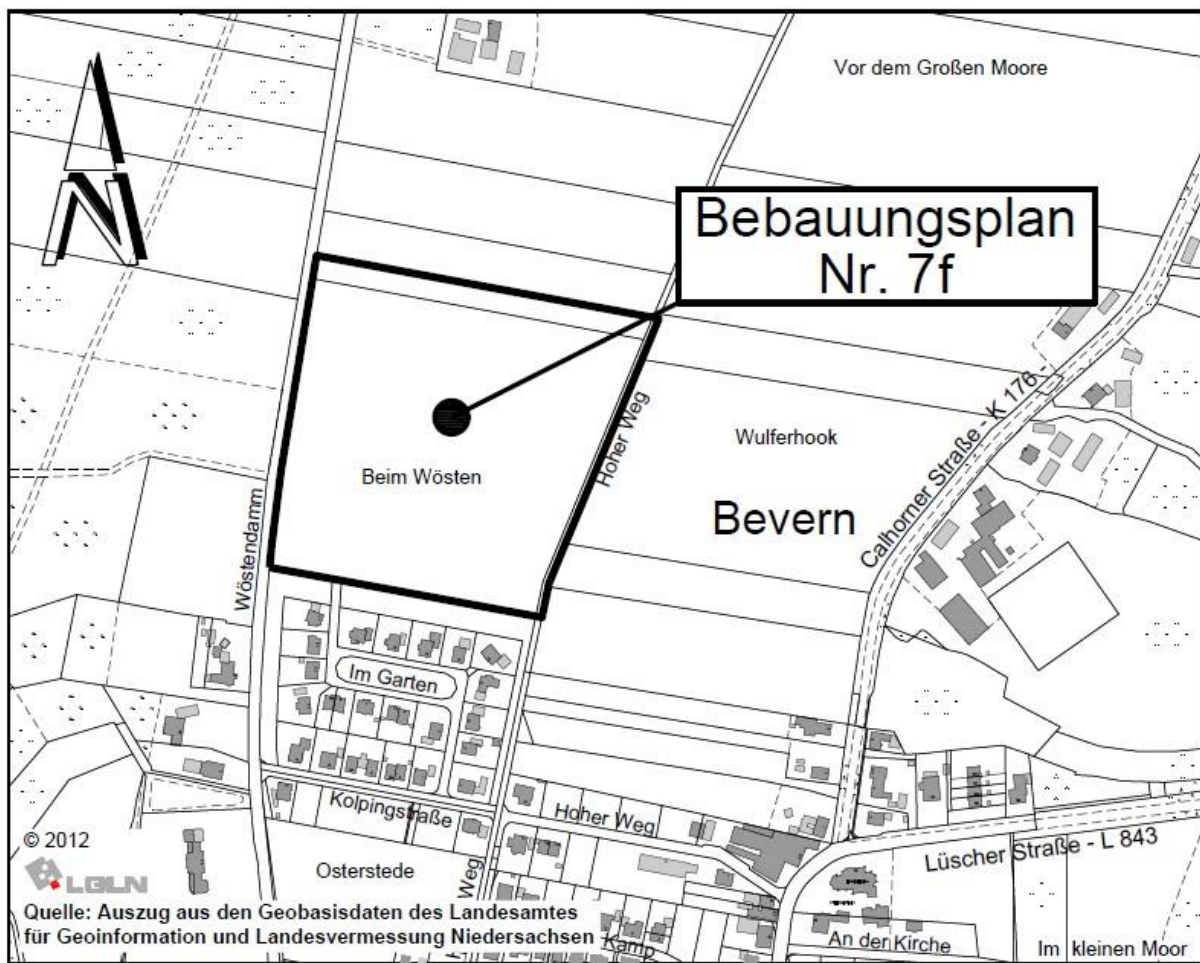 Vor dem Großen Moore
N
Bebauungsplan
Nr. 7f
Hoher Weg
Wulferhook
Calhorner Straße - K 176 -
Beim Wösten
Bevern
Wöstendamm
Im Garten
Kolpingstraße
Hoher Weg
Lüscher Straße - L 843
© 2012
LGLN
Osterstede
Weg
Quelle: Auszug aus den Geobasisdaten des Landesamtes
für Geoinformation und Landesvermessung Niedersachsen
Kamp
An der Kirche
Im kleinen Moor